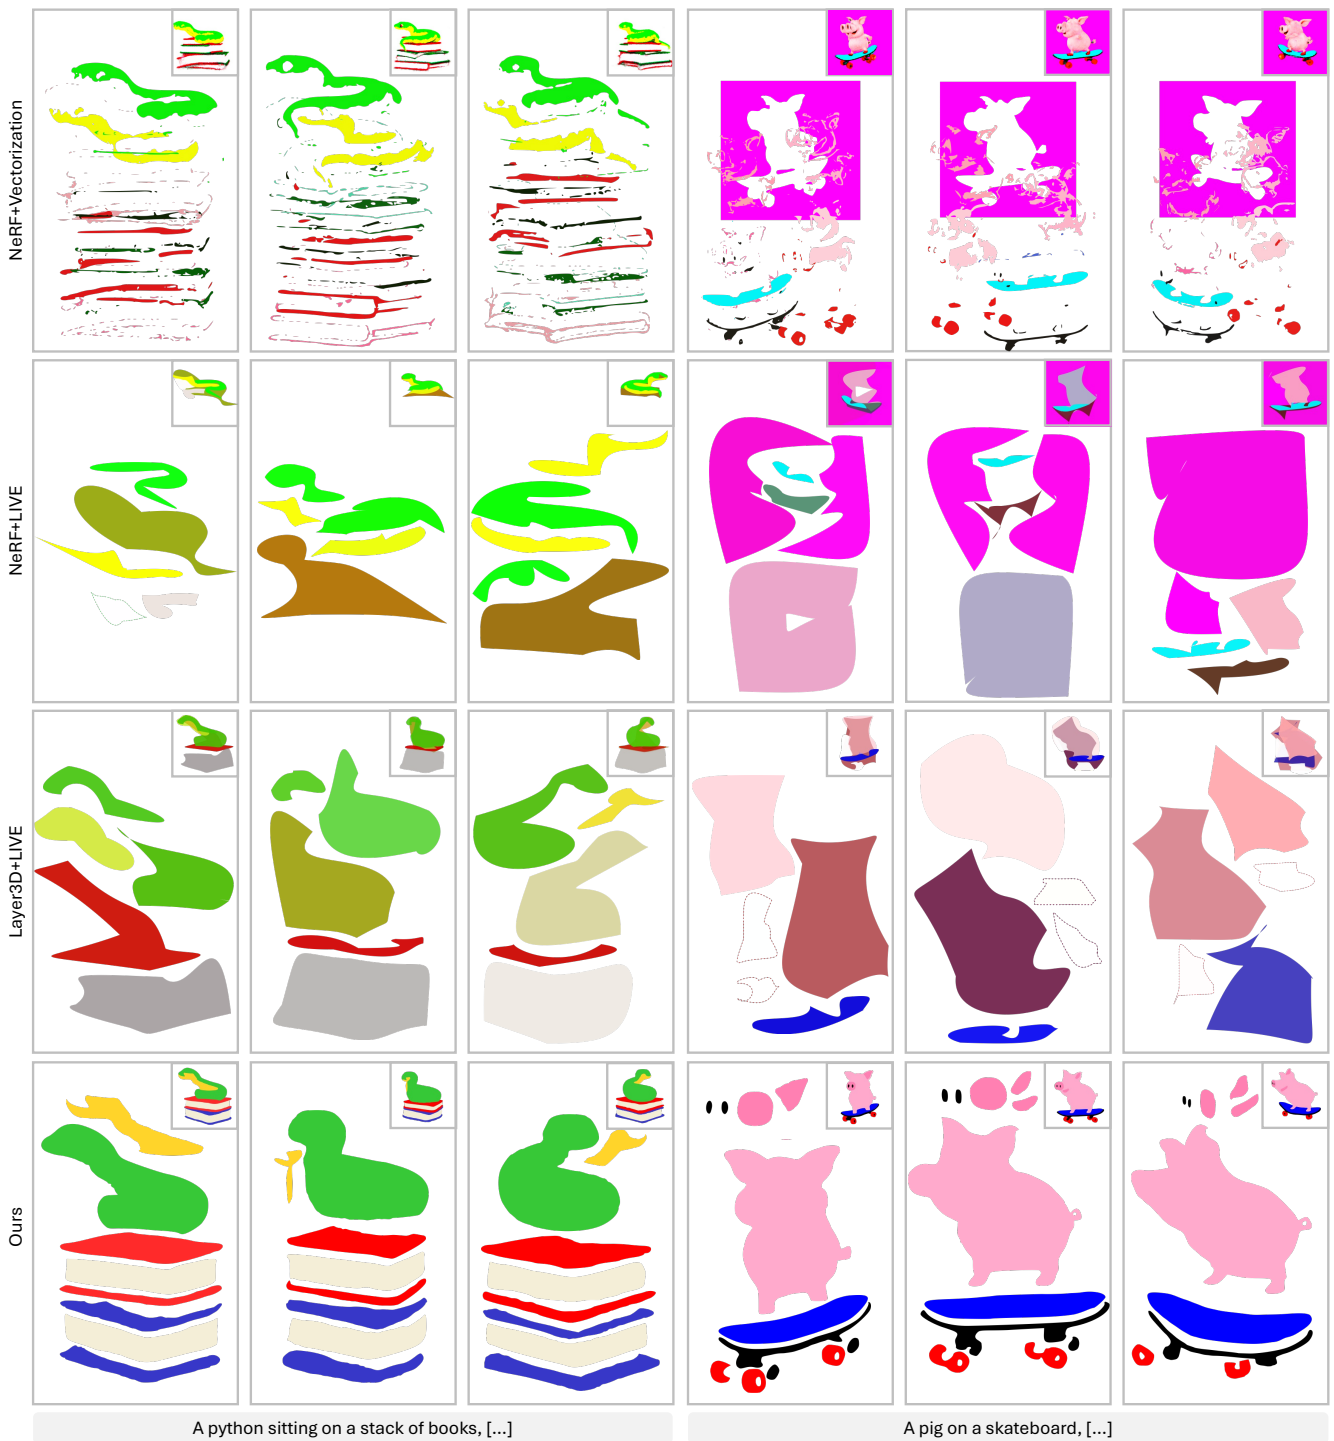 NeRF+Vectorization
NeRF+LIVE
Layer3D+LIVE
Ours
A python sitting on a stack of books, [...]
A pig on a skateboard, [...]